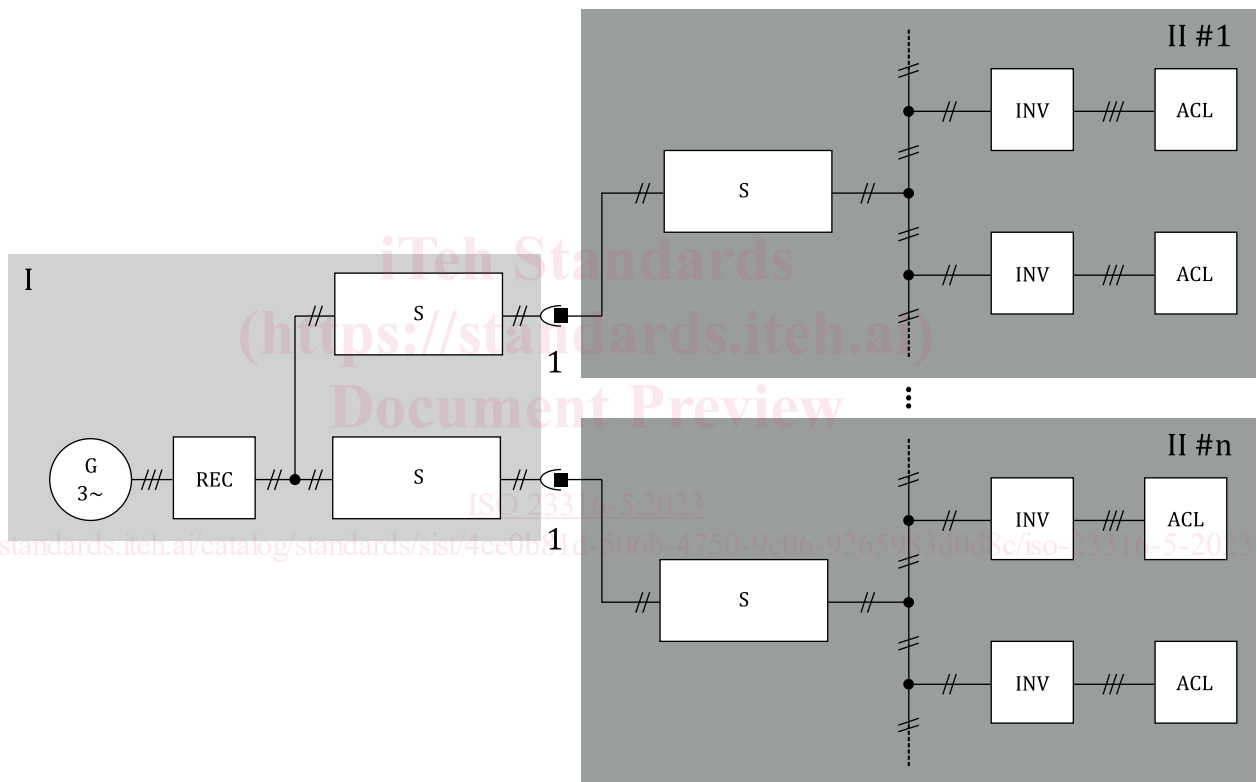 II #1
INV
ACL
S
INV
ACL
I
S
1
G
3~
REC
S
1
II #n
INV
ACL
S
INV
ACL
iTeh Standards
(https://standards.iteh.ai)
Document Preview
ISO 23316-5:2023
standards.iteh.ai/catalog/standards/sist/4ce0b81d-506b-4750-9c06-9265983d0d8c/iso-23316-5-2023